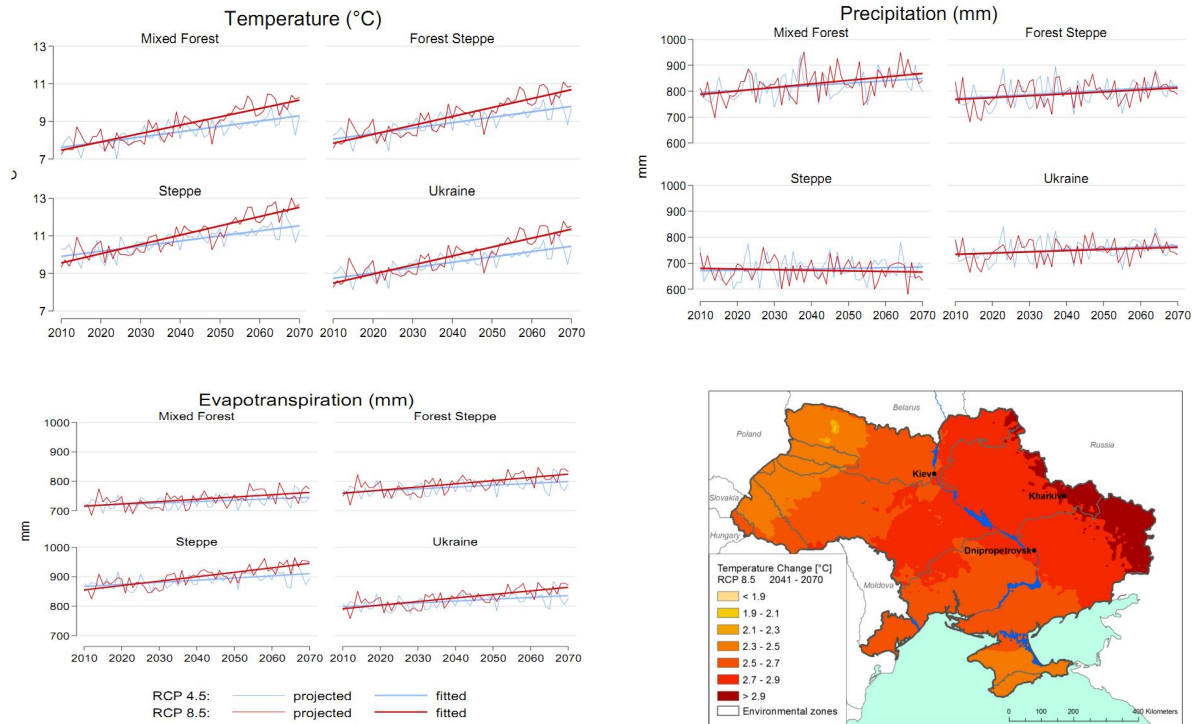 Temperature (°C)
Mixed Forest
Forest Steppe
13
11
9
7
Steppe
Ukraine
13
11
9
7
2010 2020 2030 2040 2050 2060 2070
2010 2020 2030 2040 2050 2060 2070
Precipitation (mm)
Mixed Forest
Forest Steppe
1000
900
800
700
600
mm
Steppe
Ukraine
1000
900
800
700
600
2010 2020 2030 2040 2050 2060 2070
2010 2020 2030 2040 2050 2060 2070
Evapotranspiration (mm)
Mixed Forest
Forest Steppe
1000
900
800
700
mm
Steppe
Ukraine
1000
900
800
700
2010 2020 2030 2040 2050 2060 2070
2010 2020 2030 2040 2050 2060 2070
RCP 4.5: projected fitted
RCP 8.5: projected fitted
Belarus
Poland
Russia
Kiev
Kharkiv
Slovakia
Hungary
Dnipropetrovsk
Moldova
Temperature Change [°C]
RCP 8.5 2041 - 2070
< 1.9
1.9 - 2.1
2.1 - 2.3
2.3 - 2.5
2.5 - 2.7
2.7 - 2.9
> 2.9
Environmental zones
0 100 200 400 Kilometers